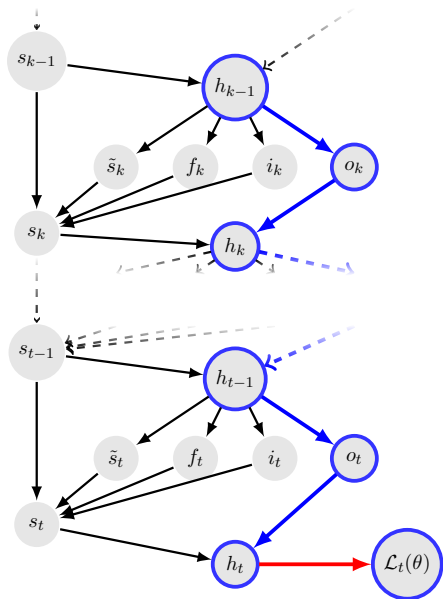 s_{k−1}
h_{k−1}
s̃_k f_k i_k o_k
s_k
h_k
s_{t−1}
h_{t−1}
s̃_t f_t i_t o_t
s_t
h_t ℒ_t(θ)